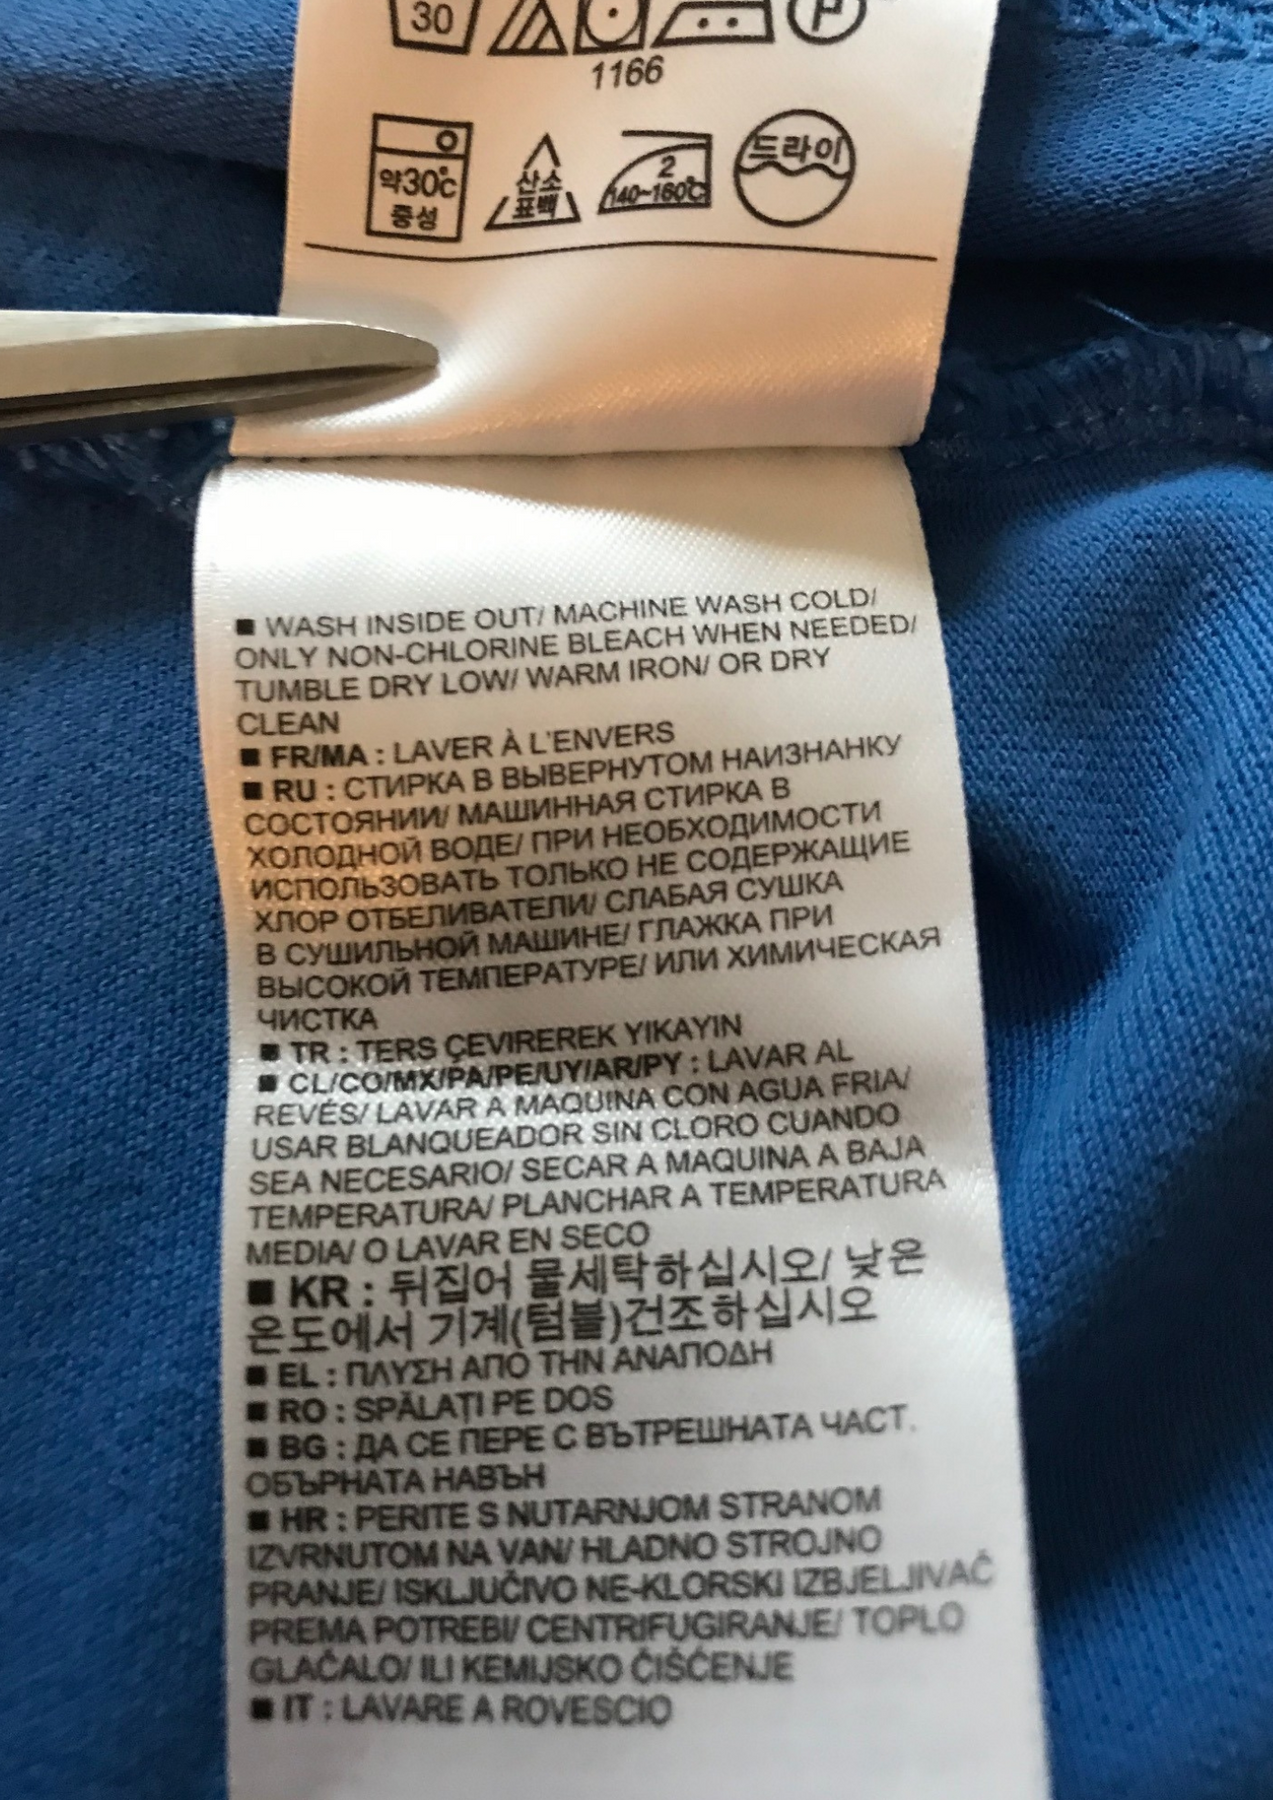 30
P
1166
약30℃
중성
산소
표백
2
140~160℃
드라이
■ WASH INSIDE OUT/ MACHINE WASH COLD/
ONLY NON-CHLORINE BLEACH WHEN NEEDED/
TUMBLE DRY LOW/ WARM IRON/ OR DRY
CLEAN
■ FR/MA : LAVER À L'ENVERS
■ RU : СТИРКА В ВЫВЕРНУТОМ НАИЗНАНКУ
СОСТОЯНИИ/ МАШИННАЯ СТИРКА В
ХОЛОДНОЙ ВОДЕ/ ПРИ НЕОБХОДИМОСТИ
ИСПОЛЬЗОВАТЬ ТОЛЬКО НЕ СОДЕРЖАЩИЕ
ХЛОР ОТБЕЛИВАТЕЛИ/ СЛАБАЯ СУШКА
В СУШИЛЬНОЙ МАШИНЕ/ ГЛАЖКА ПРИ
ВЫСОКОЙ ТЕМПЕРАТУРЕ/ ИЛИ ХИМИЧЕСКАЯ
ЧИСТКА
■ TR : TERS ÇEVIREREK YIKAYIN
■ CL/CO/MX/PA/PE/UY/AR/PY : LAVAR AL
REVÉS/ LAVAR A MAQUINA CON AGUA FRIA/
USAR BLANQUEADOR SIN CLORO CUANDO
SEA NECESARIO/ SECAR A MAQUINA A BAJA
TEMPERATURA/ PLANCHAR A TEMPERATURA
MEDIA/ O LAVAR EN SECO
■ KR : 뒤집어 물세탁하십시오/ 낮은
온도에서 기계(텀블)건조하십시오
■ EL : ΠΛΥΣΗ ΑΠΟ ΤΗΝ ΑΝΑΠΟΔΗ
■ RO : SPĂLAȚI PE DOS
■ BG : ДА СЕ ПЕРЕ С ВЪТРЕШНАТА ЧАСТ.
ОБЪРНАТА НАВЪН
■ HR : PERITE S NUTARNJOM STRANOM
IZVRNUTOM NA VAN/ HLADNO STROJNO
PRANJE/ ISKLJUČIVO NE-KLORSKI IZBJELJIVAČ
PREMA POTREBI/ CENTRIFUGIRANJE/ TOPLO
GLAČALO/ ILI KEMIJSKO ČIŠĆENJE
■ IT : LAVARE A ROVESCIO